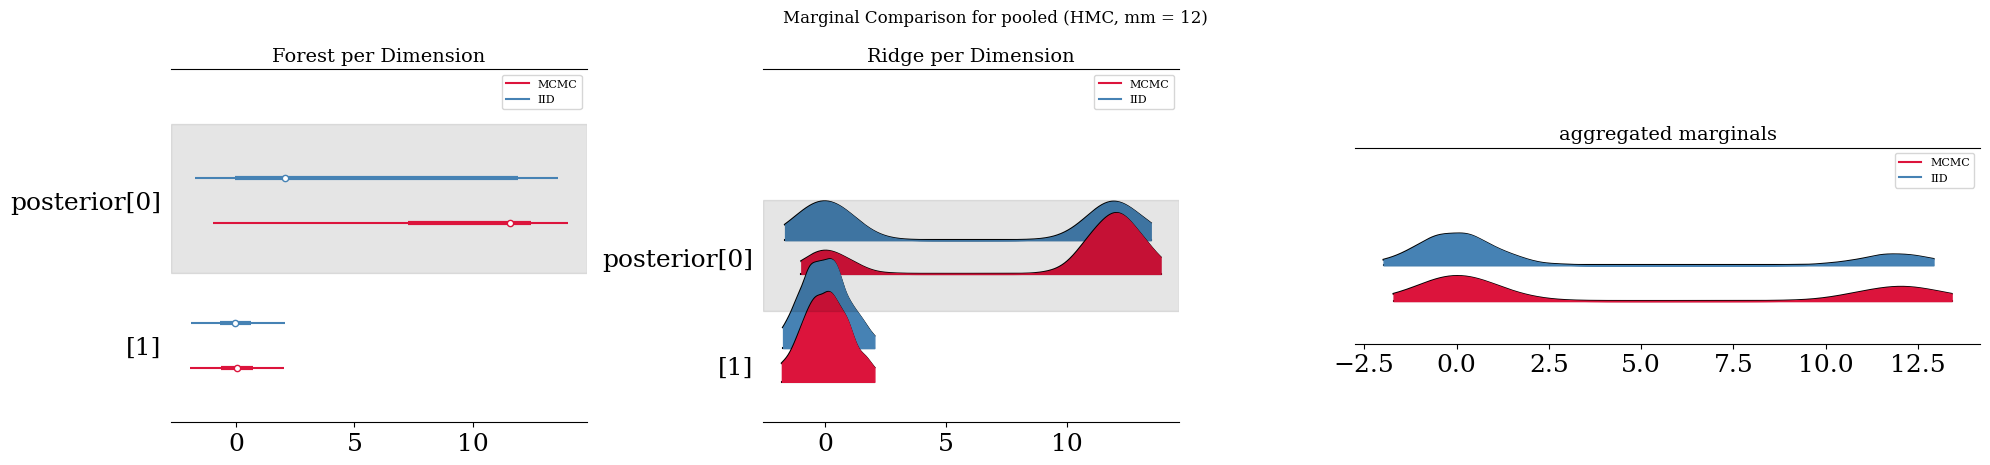 Marginal Comparison for pooled (HMC, mm = 12)
Forest per Dimension
MCMC
IID
posterior[0]
[1]
0 5 10
Ridge per Dimension
MCMC
IID
posterior[0]
[1]
0 5 10
aggregated marginals
MCMC
IID
−2.5 0.0 2.5 5.0 7.5 10.0 12.5